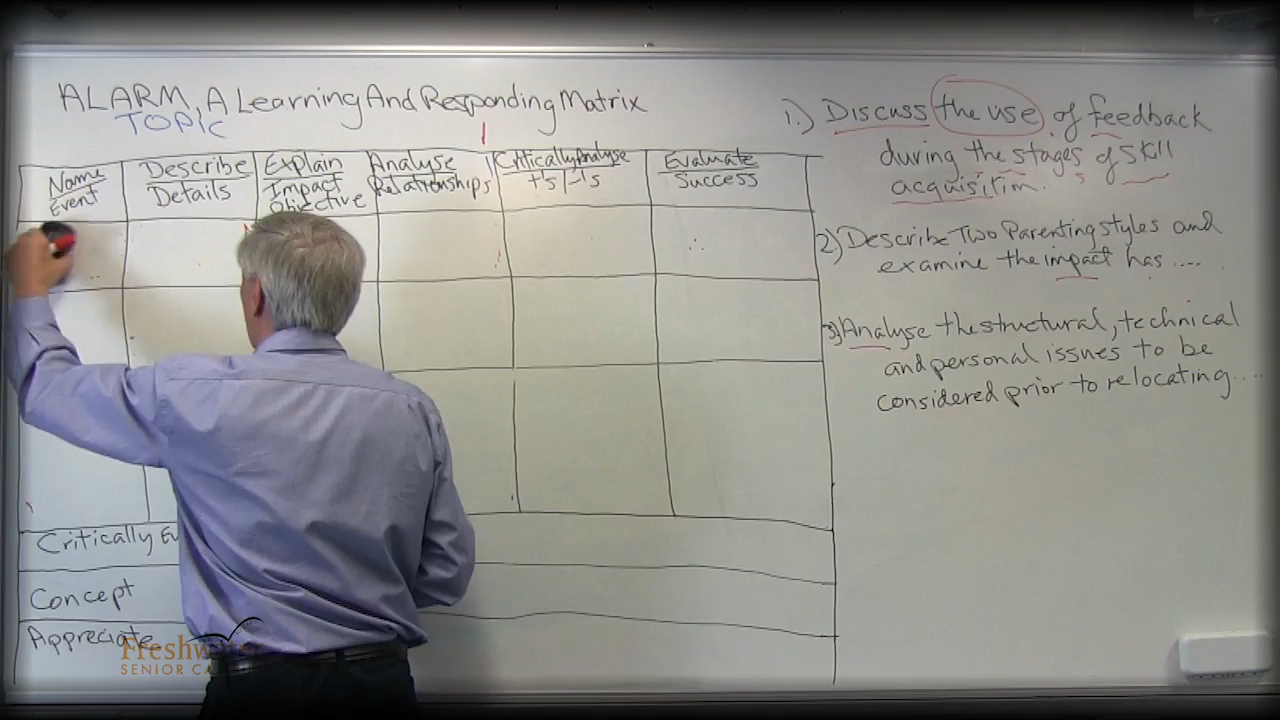 ALARM, A Learning And Responding Matrix
TOPIC
Name
Event
Describe
Details
Explain
Impact
Objective
Analyse
Relationships
Critically Analyse
+'s/-'s
Evaluate
Success
Critically Ev
Concept
Appreciate
1.) Discuss the use of feedback
during the stages of skill
acquisition.
2) Describe Two Parenting styles and
examine the impact has ....
3) Analyse the structural, technical
and personal issues to be
considered prior to relocating....
Freshwater
SENIOR CA